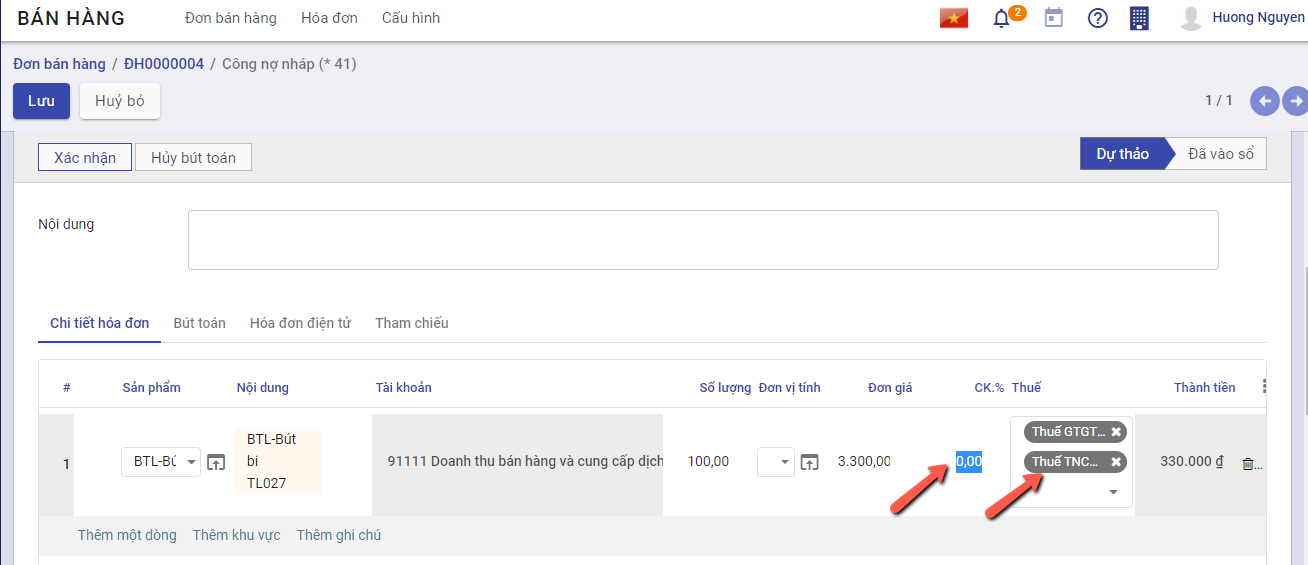 BÁN HÀNG Đơn bán hàng Hóa đơn Cấu hình 2 Huong Nguyen
Đơn bán hàng / ĐH0000004 / Công nợ nháp (* 41)
Lưu Huỷ bỏ 1 / 1
Xác nhận Hủy bút toán Dự thảo Đã vào sổ
Nội dung
Chi tiết hóa đơn Bút toán Hóa đơn điện tử Tham chiếu
# Sản phẩm Nội dung Tài khoản Số lượng Đơn vị tính Đơn giá CK.% Thuế Thành tiền
1 BTL-Bú BTL-Bút bi TL027 91111 Doanh thu bán hàng và cung cấp dịch 100,00 3.300,00 0,00 Thuế GTGT... Thuế TNC... 330.000 ₫ ...
Thêm một dòng Thêm khu vực Thêm ghi chú